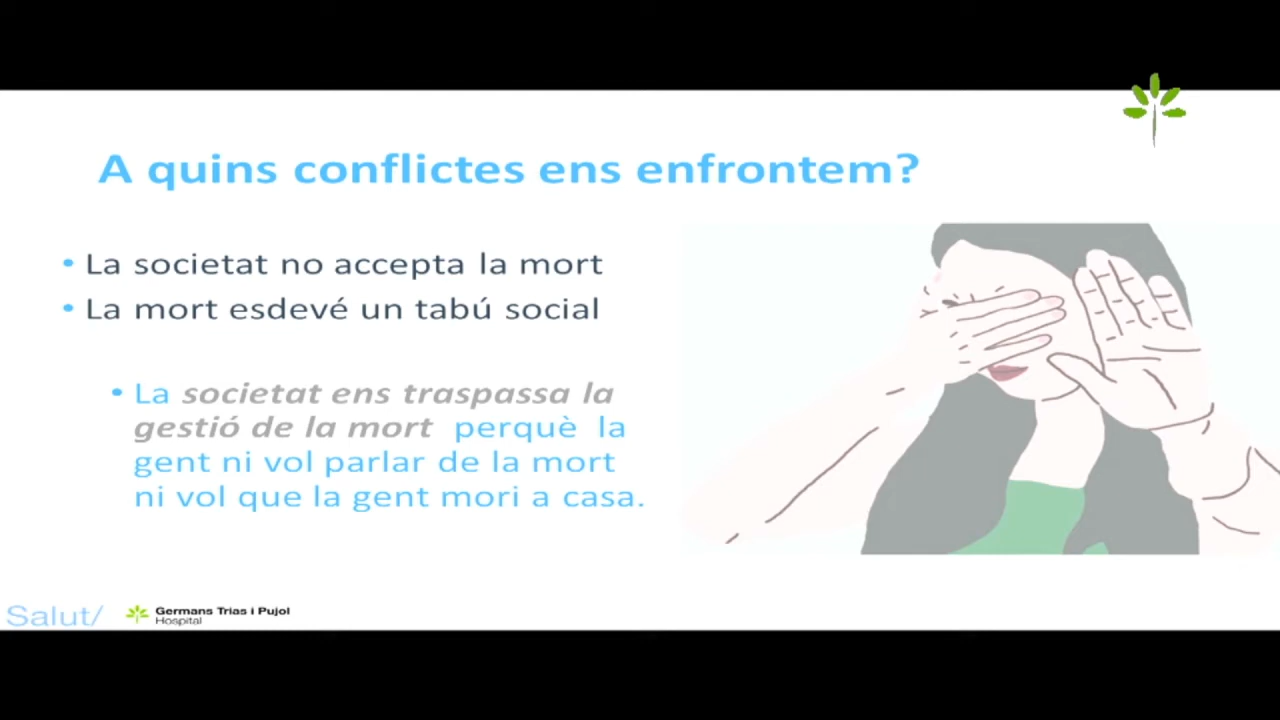 A quins conflictes ens enfrontem?
• La societat no accepta la mort
• La mort esdevé un tabú social
• La societat ens traspassa la
gestió de la mort perquè la
gent ni vol parlar de la mort
ni vol que la gent mori a casa.
Salut/
Germans Trias i Pujol
Hospital